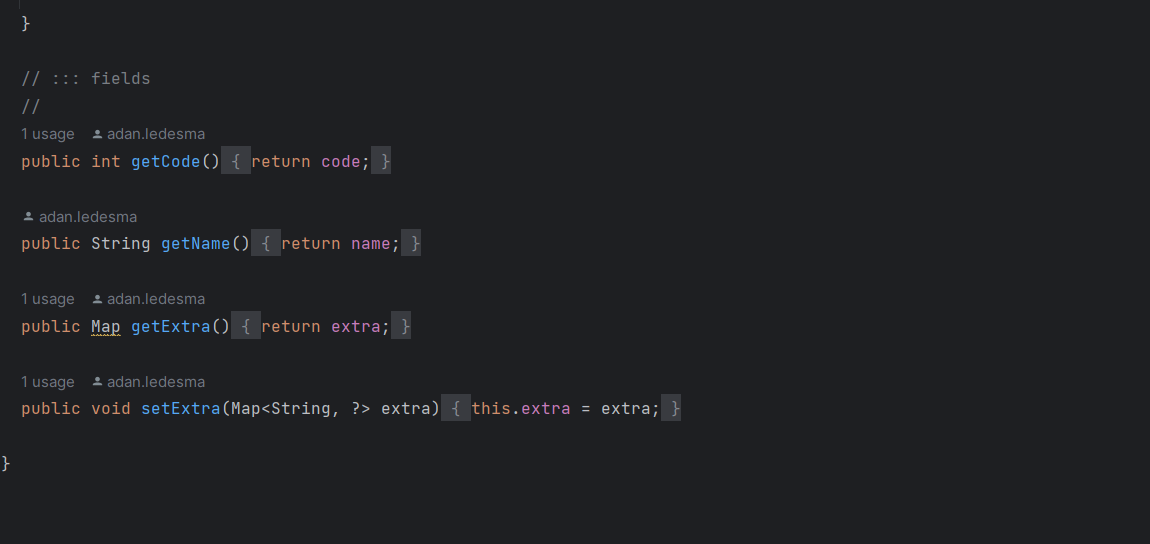 }
// ::: fields
//
1 usage adan.ledesma
public int getCode() { return code; }
adan.ledesma
public String getName() { return name; }
1 usage adan.ledesma
public Map getExtra() { return extra; }
1 usage adan.ledesma
public void setExtra(Map<String, ?> extra) { this.extra = extra; }
}